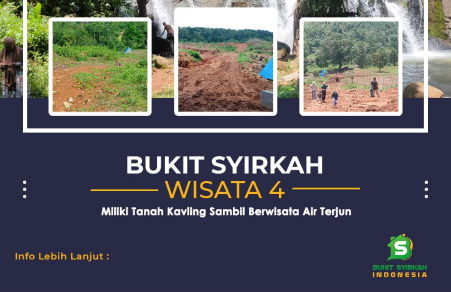 BUKIT SYIRKAH
WISATA 4
Miliki Tanah Kavling Sambil Berwisata Air Terjun
Info Lebih Lanjut :
S
BUKIT SYIRKAH
INDONESIA